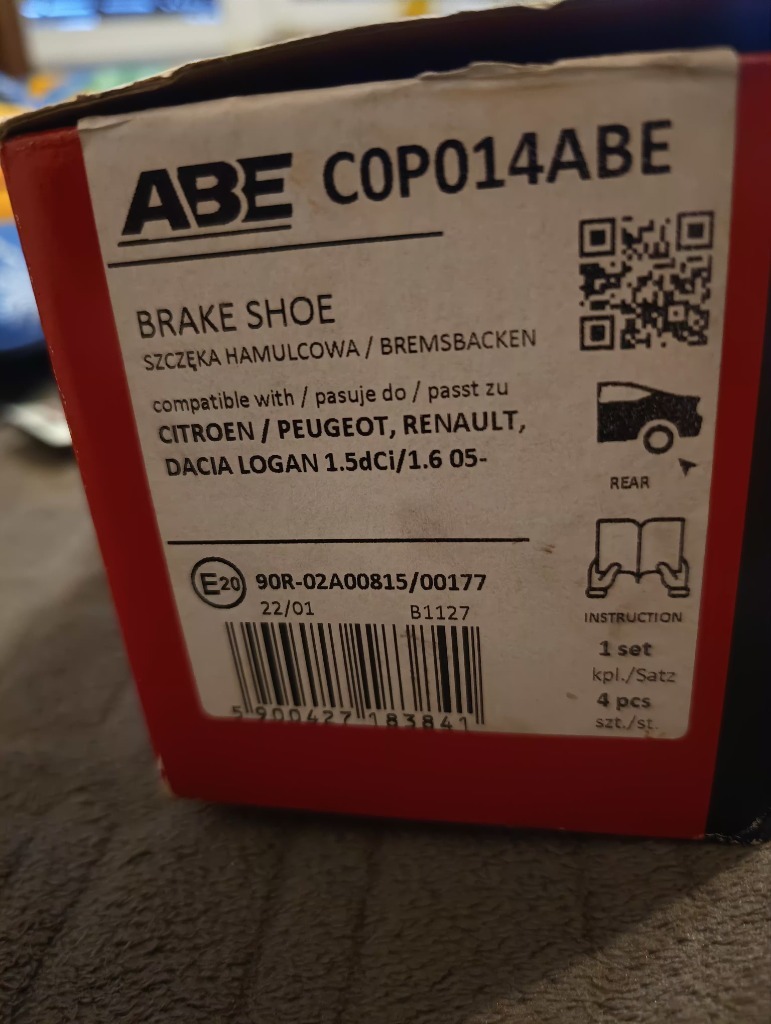 ABE C0P014ABE
BRAKE SHOE
SZCZĘKA HAMULCOWA / BREMSBACKEN
compatible with / pasuje do / passt zu
CITROEN / PEUGEOT, RENAULT,
DACIA LOGAN 1.5dCi/1.6 05-
REAR
E20 90R-02A00815/00177
22/01 B1127
5 900427 183841
INSTRUCTION
1 set
kpl./Satz
4 pcs
szt./st.